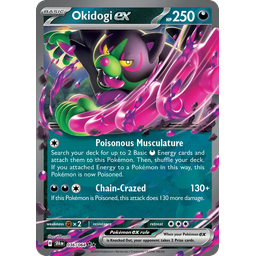 BASIC
Okidogi ex HP 250
Poisonous Musculature
Search your deck for up to 2 Basic Energy cards and
attach them to this Pokémon. Then, shuffle your deck.
If you attached Energy to a Pokémon in this way, this
Pokémon is now Poisoned.
Chain-Crazed 130+
If this Pokémon is Poisoned, this attack does 130 more damage.
weakness ×2 resistance retreat
Pokémon ex rule
When your Pokémon ex
is Knocked Out, your opponent takes 2 Prize cards.